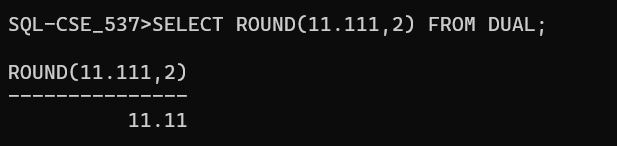 SQL-CSE_537>SELECT ROUND(11.111,2) FROM DUAL;
ROUND(11.111,2)
---------------
11.11